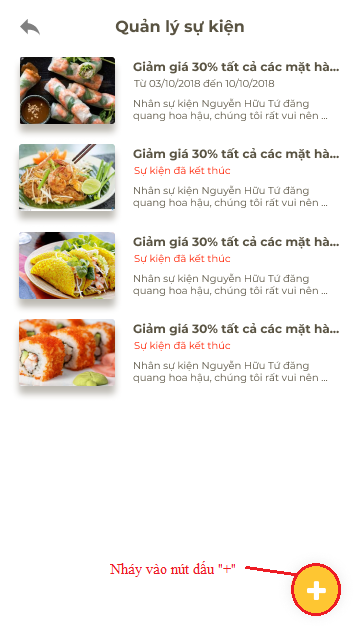 Quản lý sự kiện
Giảm giá 30% tất cả các mặt hà...
Từ 03/10/2018 đến 10/10/2018
Nhân sự kiện Nguyễn Hữu Tứ đăng
quang hoa hậu, chúng tôi rất vui nên ...
Giảm giá 30% tất cả các mặt hà...
Sự kiện đã kết thúc
Nhân sự kiện Nguyễn Hữu Tứ đăng
quang hoa hậu, chúng tôi rất vui nên ...
Giảm giá 30% tất cả các mặt hà...
Sự kiện đã kết thúc
Nhân sự kiện Nguyễn Hữu Tứ đăng
quang hoa hậu, chúng tôi rất vui nên ...
Giảm giá 30% tất cả các mặt hà...
Sự kiện đã kết thúc
Nhân sự kiện Nguyễn Hữu Tứ đăng
quang hoa hậu, chúng tôi rất vui nên ...
Nháy vào nút dấu "+"